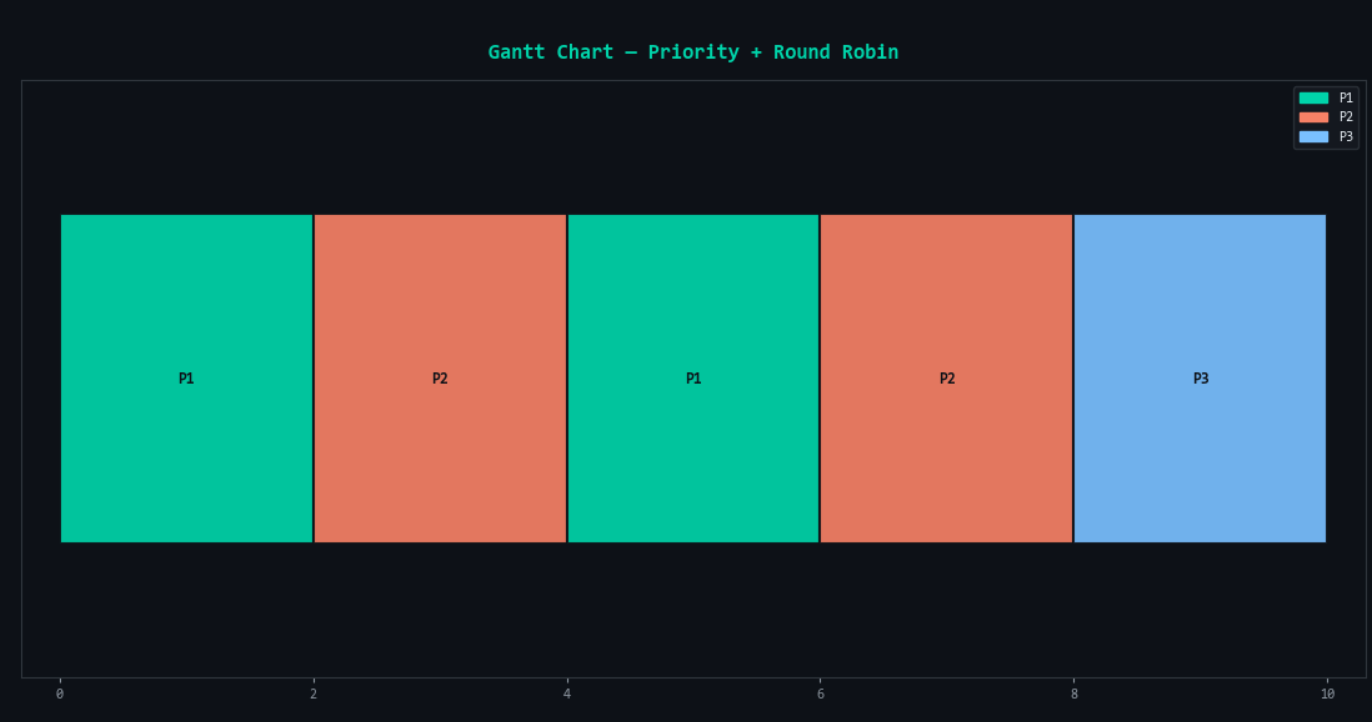 Gantt Chart — Priority + Round Robin
P1
P2
P3
P1 P2 P1 P2 P3
0 2 4 6 8 10